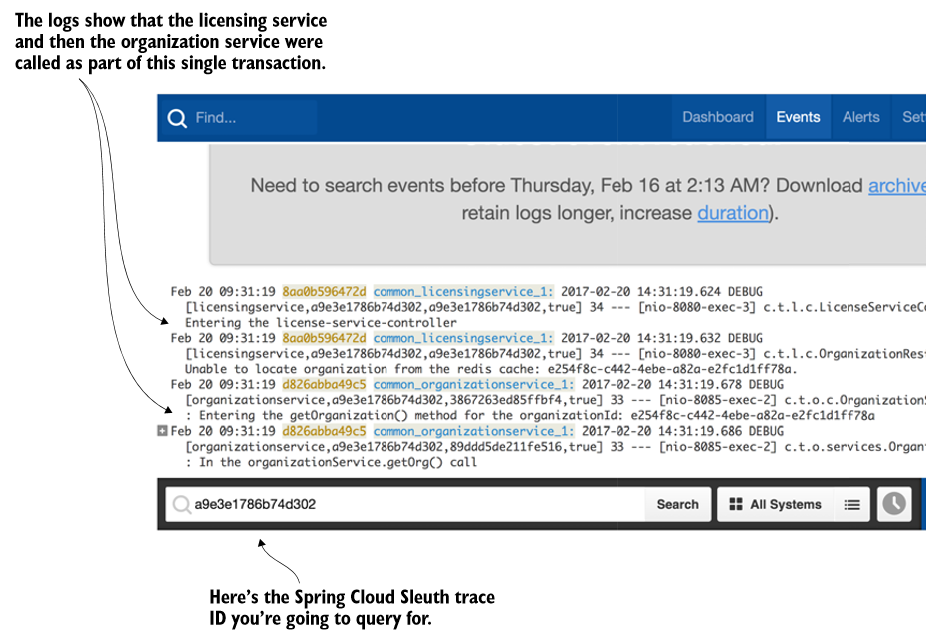 The logs show that the licensing service
and then the organization service were
called as part of this single transaction.
Find...
Dashboard
Events
Alerts
Set
Need to search events before Thursday, Feb 16 at 2:13 AM? Download archive
retain logs longer, increase duration).
Feb 20 09:31:19 8aa0b596472d common_licensingservice_1: 2017-02-20 14:31:19.624 DEBUG
[licensingservice,a9e3e1786b74d302,a9e3e1786b74d302,true] 34 --- [nio-8080-exec-3] c.t.l.c.LicenseServiceCo
Entering the license-service-controller
Feb 20 09:31:19 8aa0b596472d common_licensingservice_1: 2017-02-20 14:31:19.632 DEBUG
[licensingservice,a9e3e1786b74d302,a9e3e1786b74d302,true] 34 --- [nio-8080-exec-3] c.t.l.c.OrganizationRes
Unable to locate organization from the redis cache: e254f8c-c442-4ebe-a82a-e2fc1d1ff78a.
Feb 20 09:31:19 d826abba49c5 common_organizationservice_1: 2017-02-20 14:31:19.678 DEBUG
[organizationservice,a9e3e1786b74d302,3867263ed85ffbf4,true] 33 --- [nio-8085-exec-2] c.t.o.c.OrganizationS
: Entering the getOrganization() method for the organizationId: e254f8c-c442-4ebe-a82a-e2fc1d1ff78a
Feb 20 09:31:19 d826abba49c5 common_organizationservice_1: 2017-02-20 14:31:19.686 DEBUG
[organizationservice,a9e3e1786b74d302,89ddd5de211fe516,true] 33 --- [nio-8085-exec-2] c.t.o.services.Organ
: In the organizationService.getOrg() call
a9e3e1786b74d302
Search
All Systems
Here's the Spring Cloud Sleuth trace
ID you're going to query for.